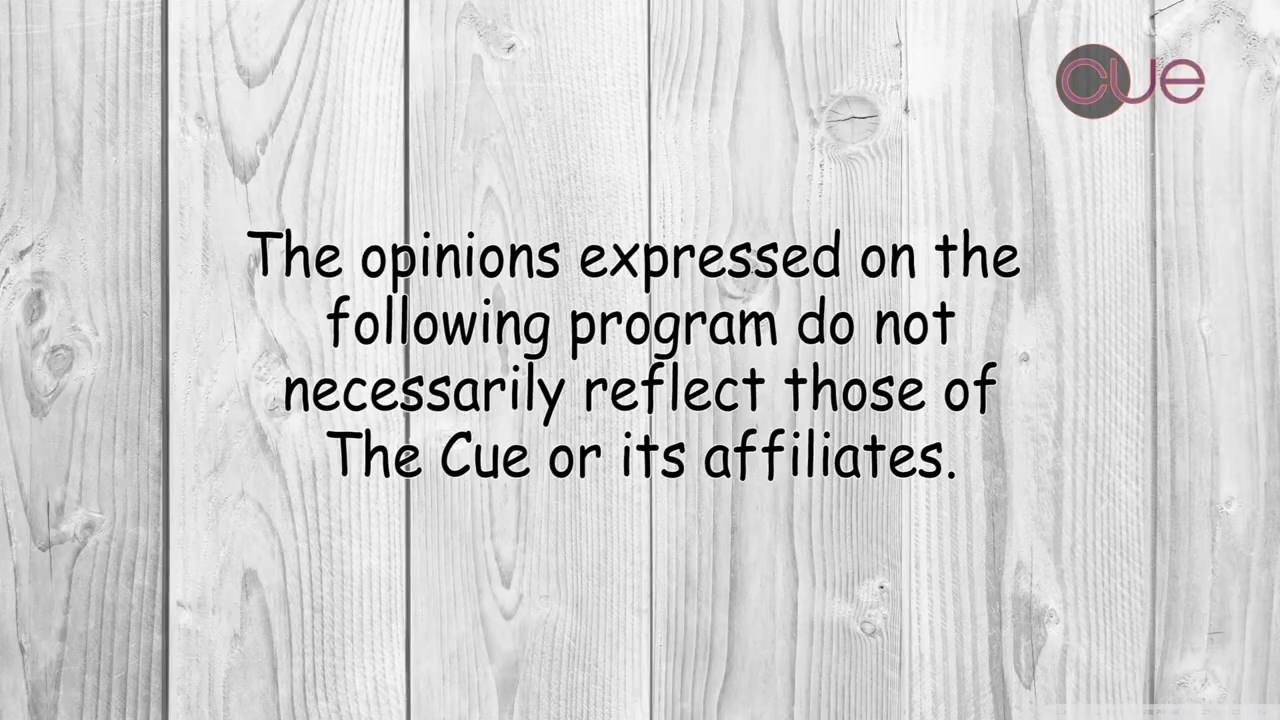 cue
The opinions expressed on the
following program do not
necessarily reflect those of
The Cue or its affiliates.